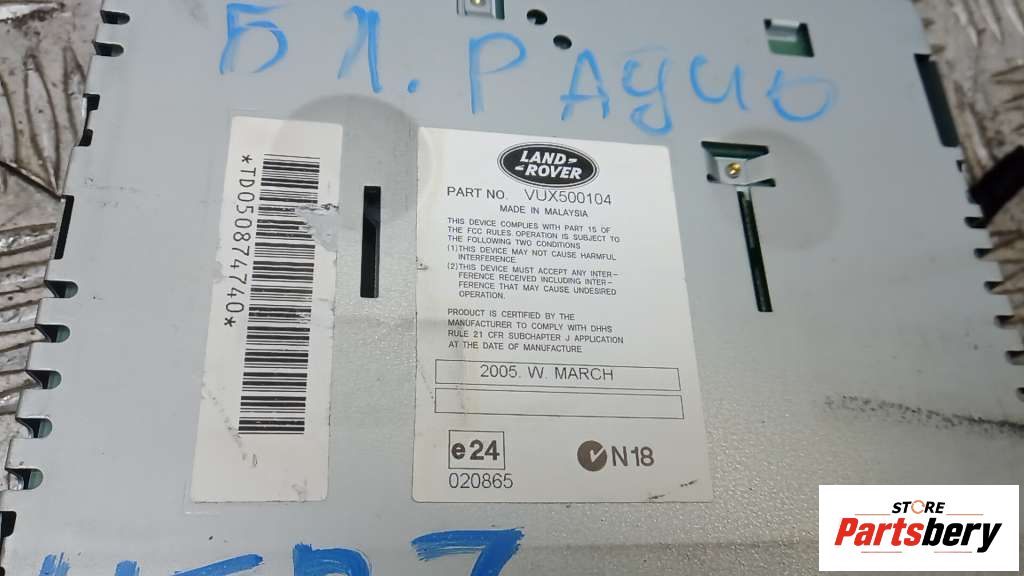 Бл. Радио
LAND-
-ROVER
PART NO. VUX500104
MADE IN MALAYSIA
THIS DEVICE COMPLIES WITH PART 15 OF
THE FCC RULES. OPERATION IS SUBJECT TO
THE FOLLOWING TWO CONDITIONS
(1)THIS DEVICE MAY NOT CAUSE HARMFUL
INTERFERENCE.
(2)THIS DEVICE MUST ACCEPT ANY INTER-
FERENCE RECEIVED INCLUDING INTER-
FERENCE THAT MAY CAUSE UNDESIRED
OPERATION.
PRODUCT IS CERTIFIED BY THE
MANUFACTURER TO COMPLY WITH DHHS
RULE 21 CFR SUBCHAPTER J APPLICATION
AT THE DATE OF MANUFACTURE
2005. W. MARCH
e24
020865
N18
*TD050874740*
STORE
Partsbery